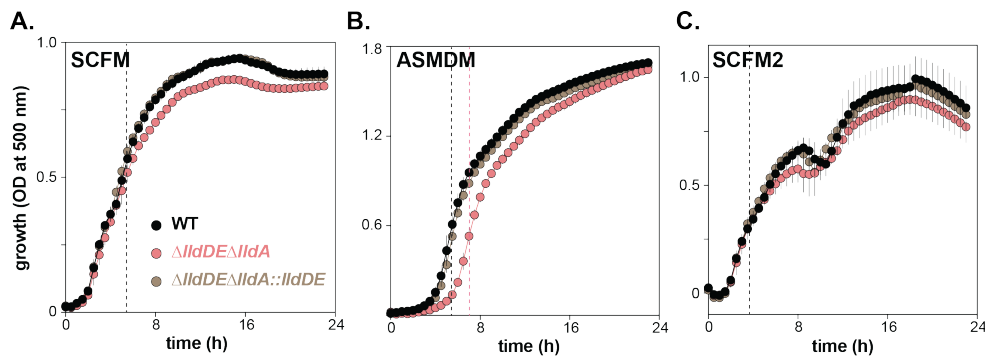 A.
SCFM
growth (OD at 500 nm)
1.0
0.5
0
0
8
16
24
time (h)
WT
ΔlldDEΔlldA
ΔlldDEΔlldA::lldDE
B.
ASMDM
1.8
1.2
0.6
0
8
16
24
time (h)
C.
SCFM2
1.0
0.5
0
0
8
16
24
time (h)